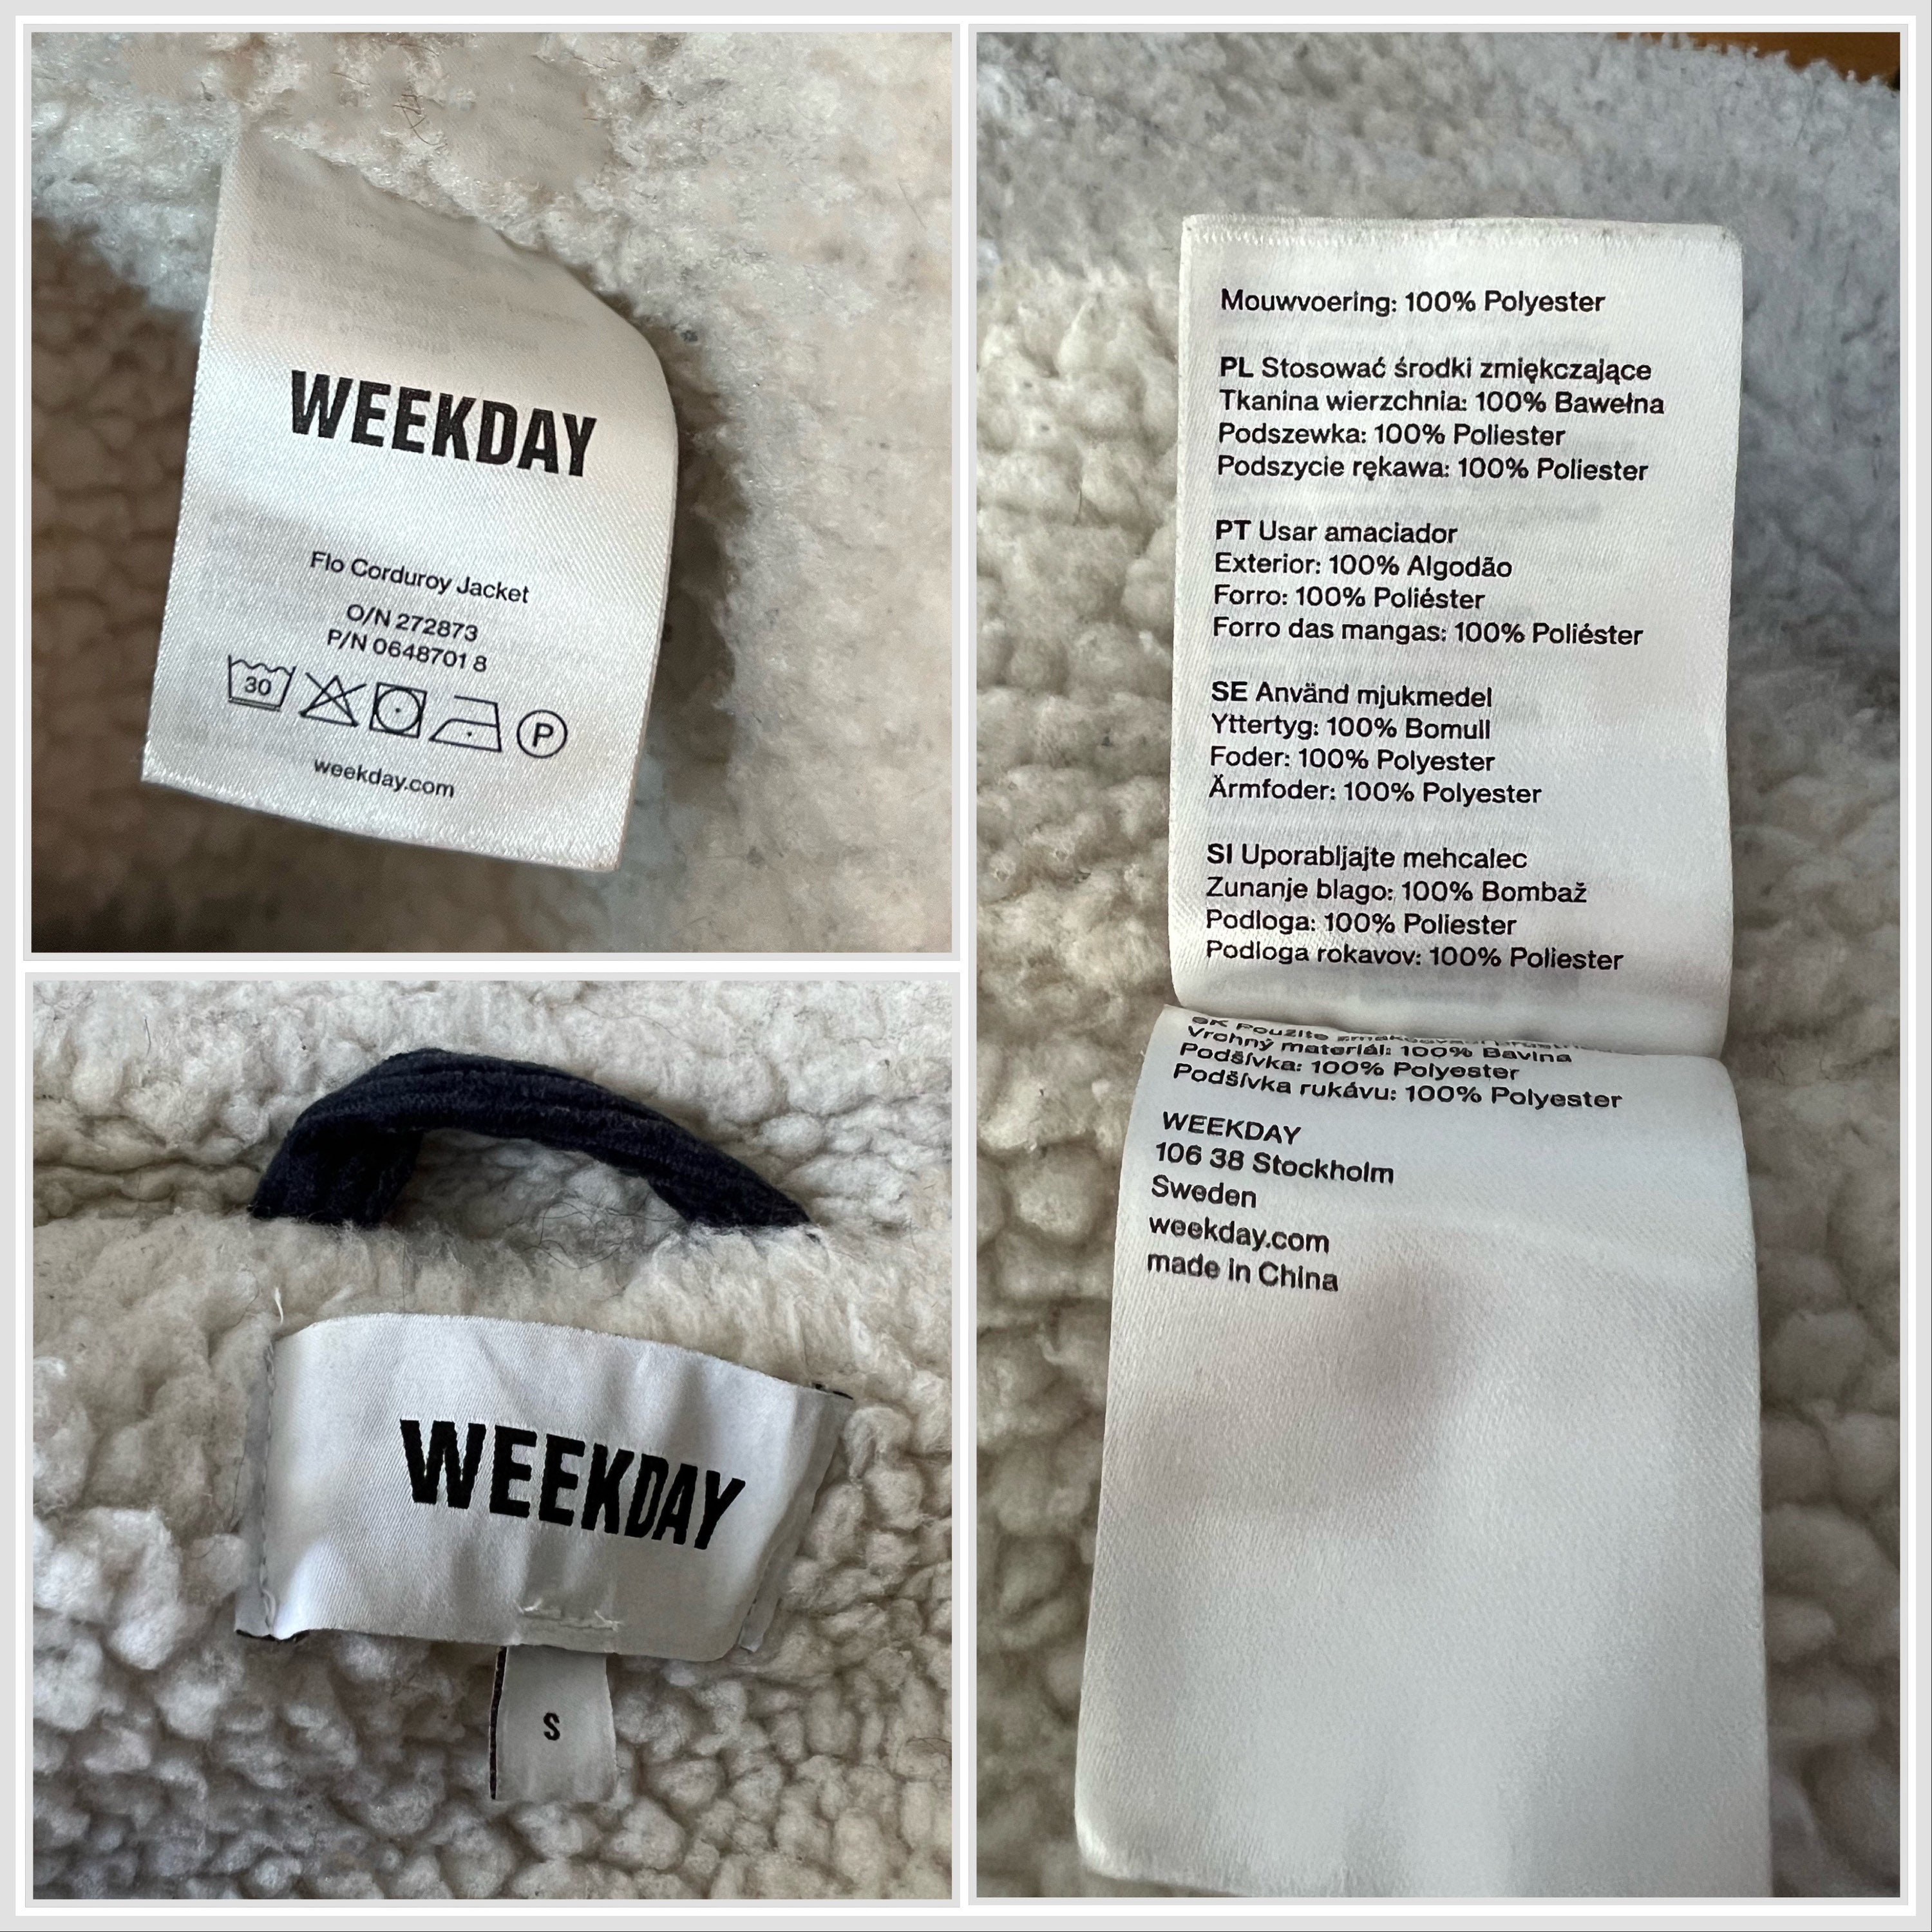 WEEKDAY
Flo Corduroy Jacket
O/N 272873
P/N 0648701 8
30
P
weekday.com
WEEKDAY
S
Mouwvoering: 100% Polyester
PL Stosować środki zmiękczające
Tkanina wierzchnia: 100% Bawełna
Podszewka: 100% Poliester
Podszycie rękawa: 100% Poliester
PT Usar amaciador
Exterior: 100% Algodão
Forro: 100% Poliéster
Forro das mangas: 100% Poliéster
SE Använd mjukmedel
Yttertyg: 100% Bomull
Foder: 100% Polyester
Ärmfoder: 100% Polyester
SI Uporabljajte mehcalec
Zunanje blago: 100% Bombaž
Podloga: 100% Poliester
Podloga rokavov: 100% Poliester
SK Použite
Vrchný materiál: 100% Bavlna
Podšívka: 100% Polyester
Podšívka rukávu: 100% Polyester
WEEKDAY
106 38 Stockholm
Sweden
weekday.com
made in China